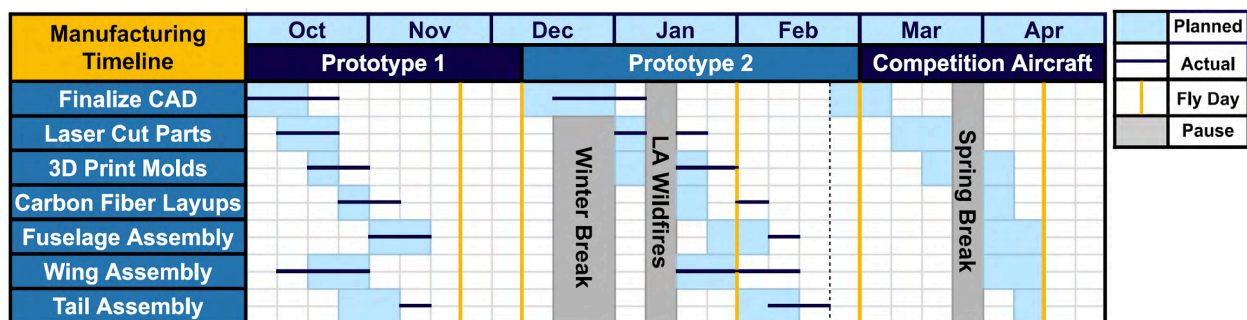 Manufacturing
Timeline
Oct Nov Dec Jan Feb Mar Apr
Prototype 1 Prototype 2 Competition Aircraft
Finalize CAD
Laser Cut Parts
3D Print Molds
Carbon Fiber Layups
Fuselage Assembly
Wing Assembly
Tail Assembly
Winter Break
LA Wildfires
Spring Break
Planned
Actual
Fly Day
Pause